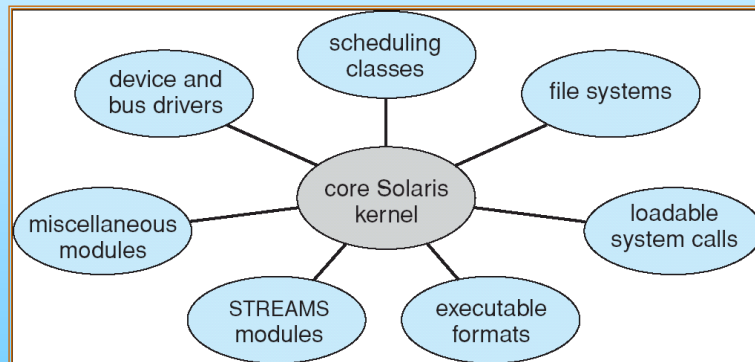 scheduling
classes
device and
bus drivers
file systems
core Solaris
kernel
miscellaneous
modules
loadable
system calls
STREAMS
modules
executable
formats